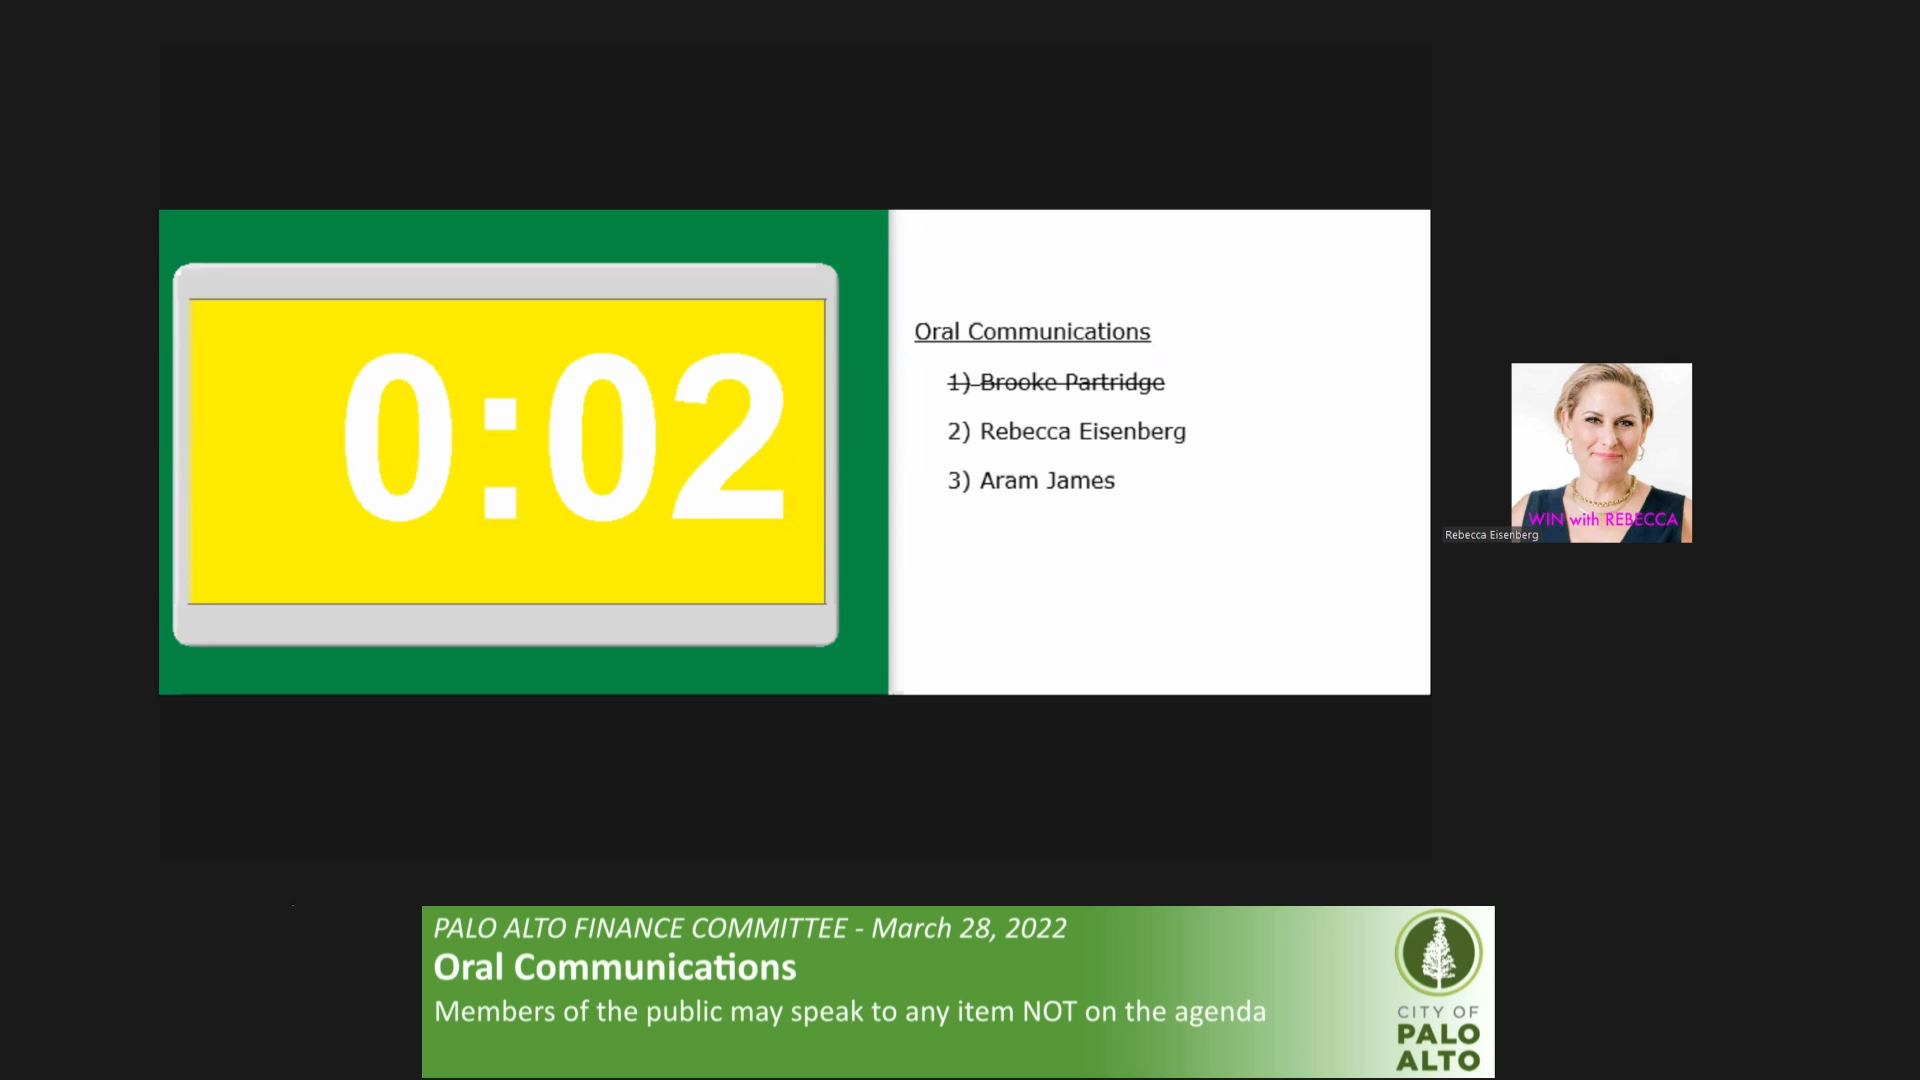 0:02
Oral Communications
1) Brooke Partridge
2) Rebecca Eisenberg
3) Aram James
WIN with REBECCA
Rebecca Eisenberg
PALO ALTO FINANCE COMMITTEE - March 28, 2022
Oral Communications
Members of the public may speak to any item NOT on the agenda
CITY OF
PALO
ALTO